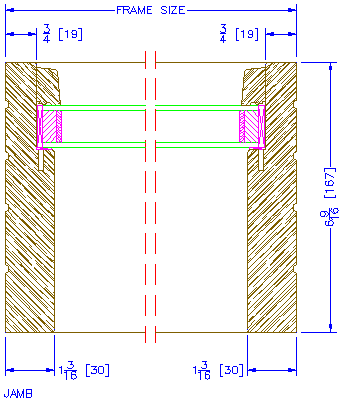 FRAME SIZE
3/4 [19]
3/4 [19]
6 9/16 [167]
1 3/16 [30]
1 3/16 [30]
JAMB